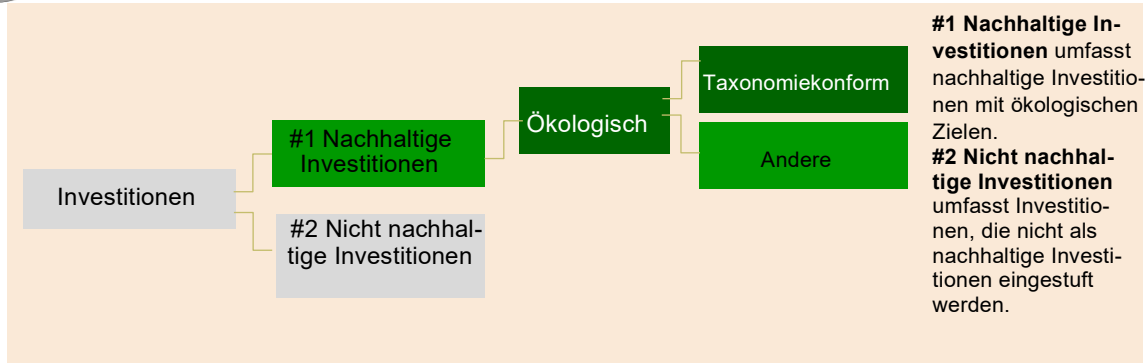 Investitionen
#1 Nachhaltige
Investitionen
#2 Nicht nachhal-
tige Investitionen
Ökologisch
Taxonomiekonform
Andere
#1 Nachhaltige In-
vestitionen umfasst
nachhaltige Investitio-
nen mit ökologischen
Zielen.
#2 Nicht nachhal-
tige Investitionen
umfasst Investitio-
nen, die nicht als
nachhaltige Investi-
tionen eingestuft
werden.